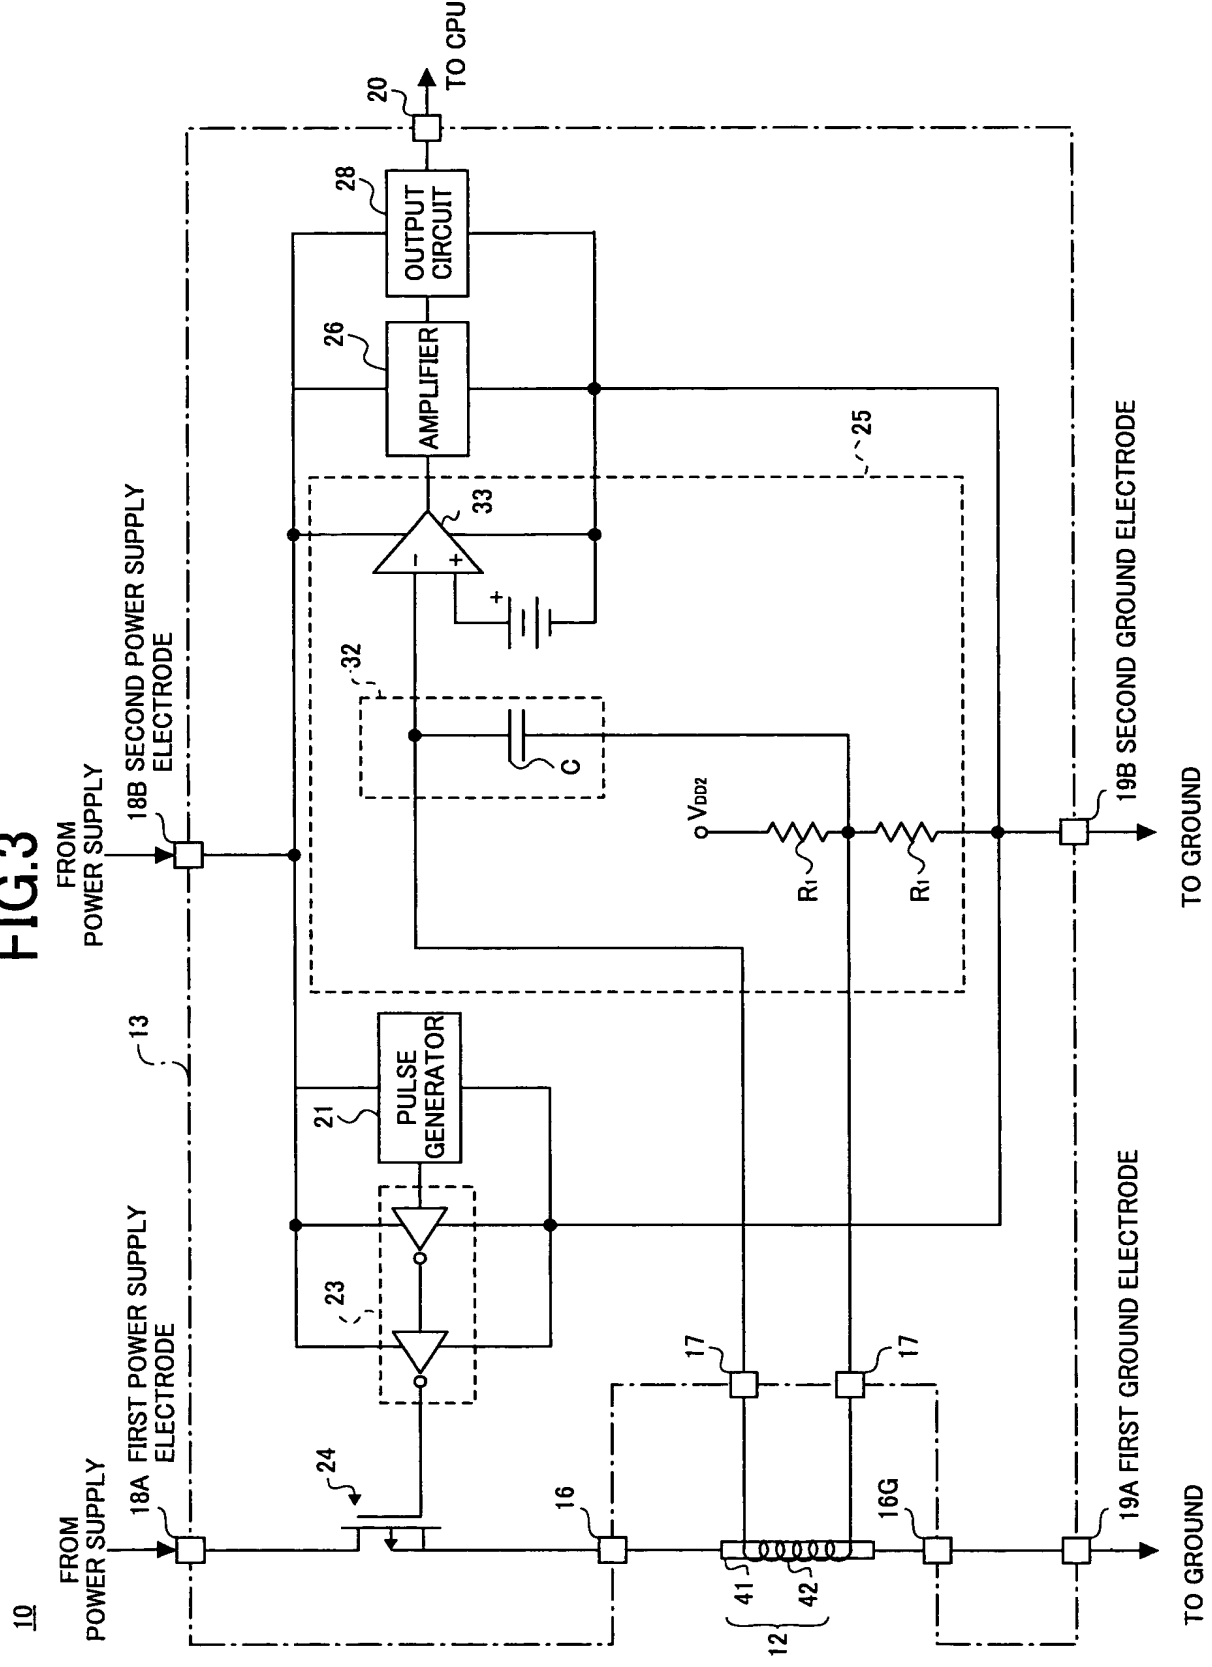 FIG.3
10
FROM
POWER SUPPLY
18A FIRST POWER SUPPLY
ELECTRODE
13
FROM
POWER SUPPLY
18B SECOND POWER SUPPLY
ELECTRODE
24
23
21
PULSE
GENERATOR
32
C
33
-
+
+
26
AMPLIFIER
28
OUTPUT
CIRCUIT
20
TO CPU
25
VDD2
R1
R1
16
17
17
41
42
12
16G
19A FIRST GROUND ELECTRODE
TO GROUND
19B SECOND GROUND ELECTRODE
TO GROUND